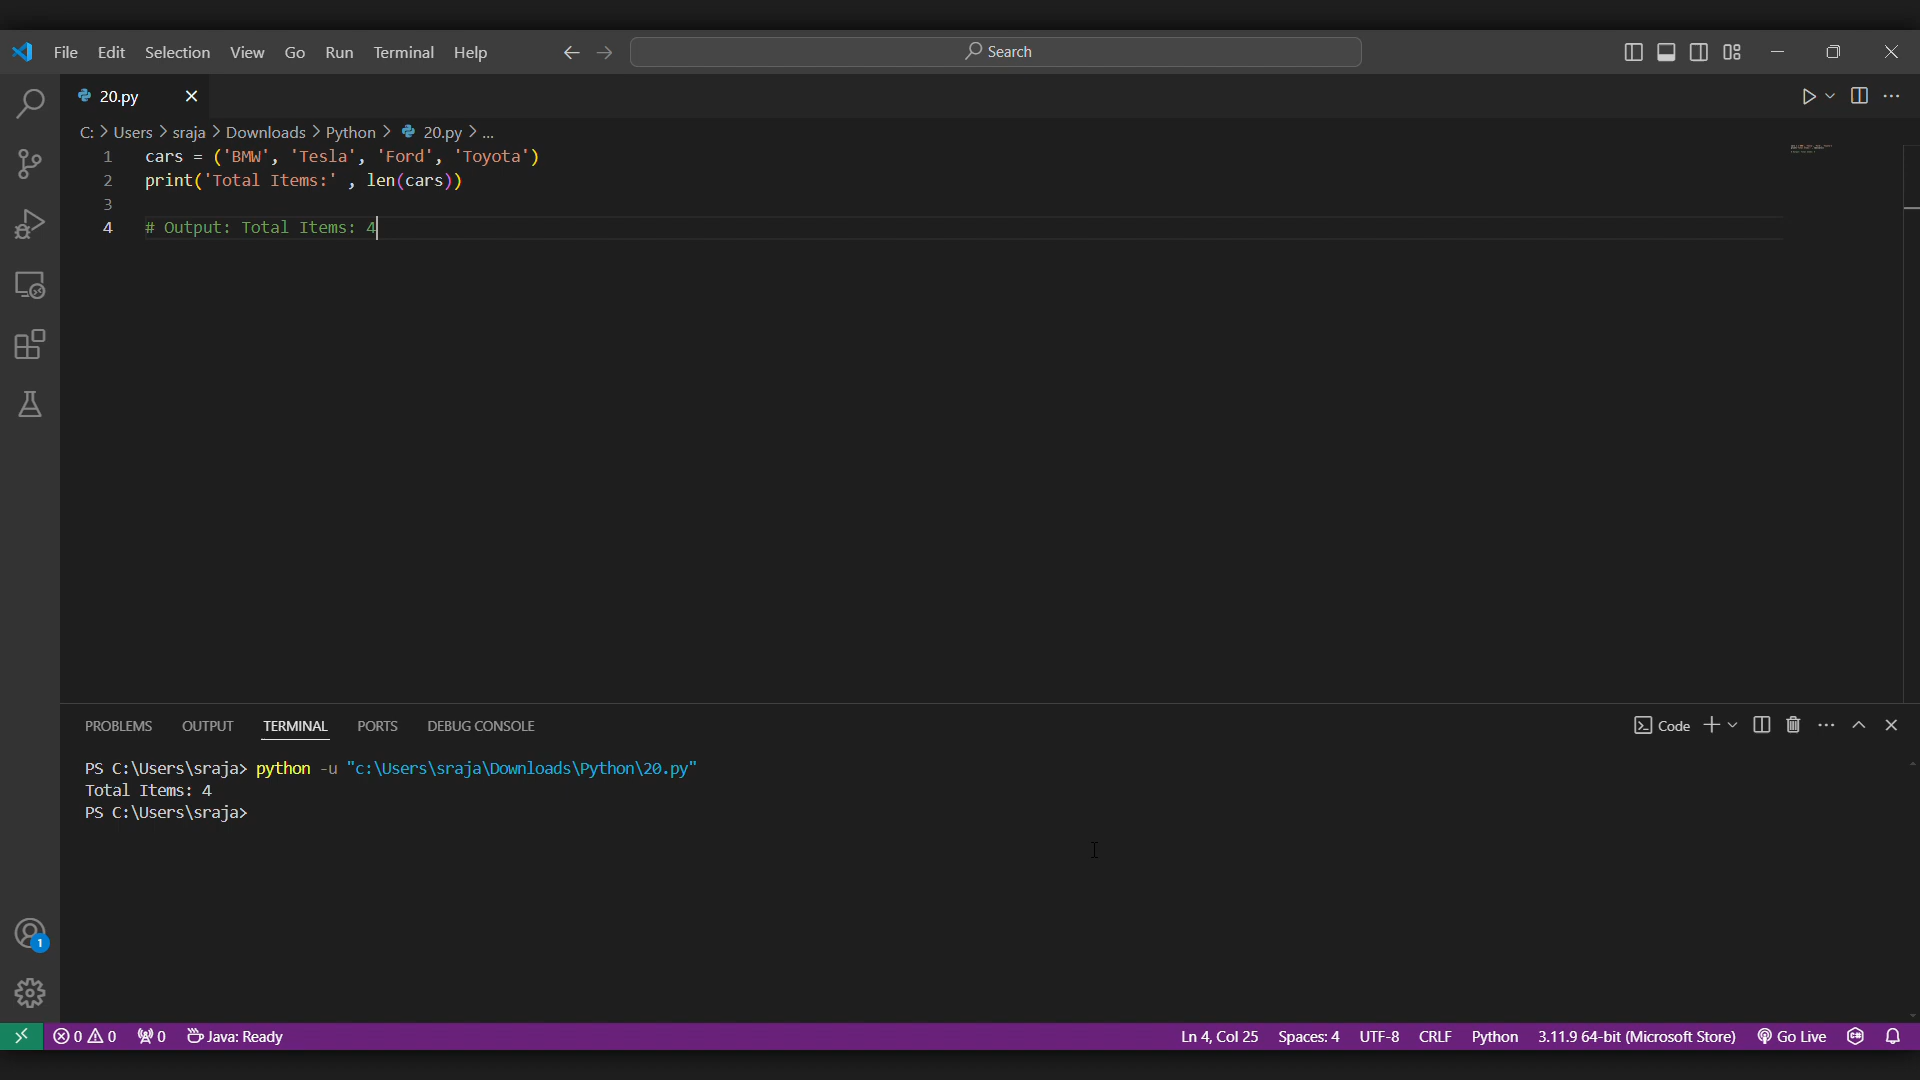 File Edit Selection View Go Run Terminal Help Search
20.py
C: > Users > sraja > Downloads > Python > 20.py > ...
1 cars = ('BMW', 'Tesla', 'Ford', 'Toyota')
2 print('Total Items:' , len(cars))
3
4 # Output: Total Items: 4
PROBLEMS OUTPUT TERMINAL PORTS DEBUG CONSOLE Code
PS C:\Users\sraja> python -u "c:\Users\sraja\Downloads\Python\20.py"
Total Items: 4
PS C:\Users\sraja>
1
0 0 0 Java: Ready Ln 4, Col 25 Spaces: 4 UTF-8 CRLF Python 3.11.9 64-bit (Microsoft Store) Go Live